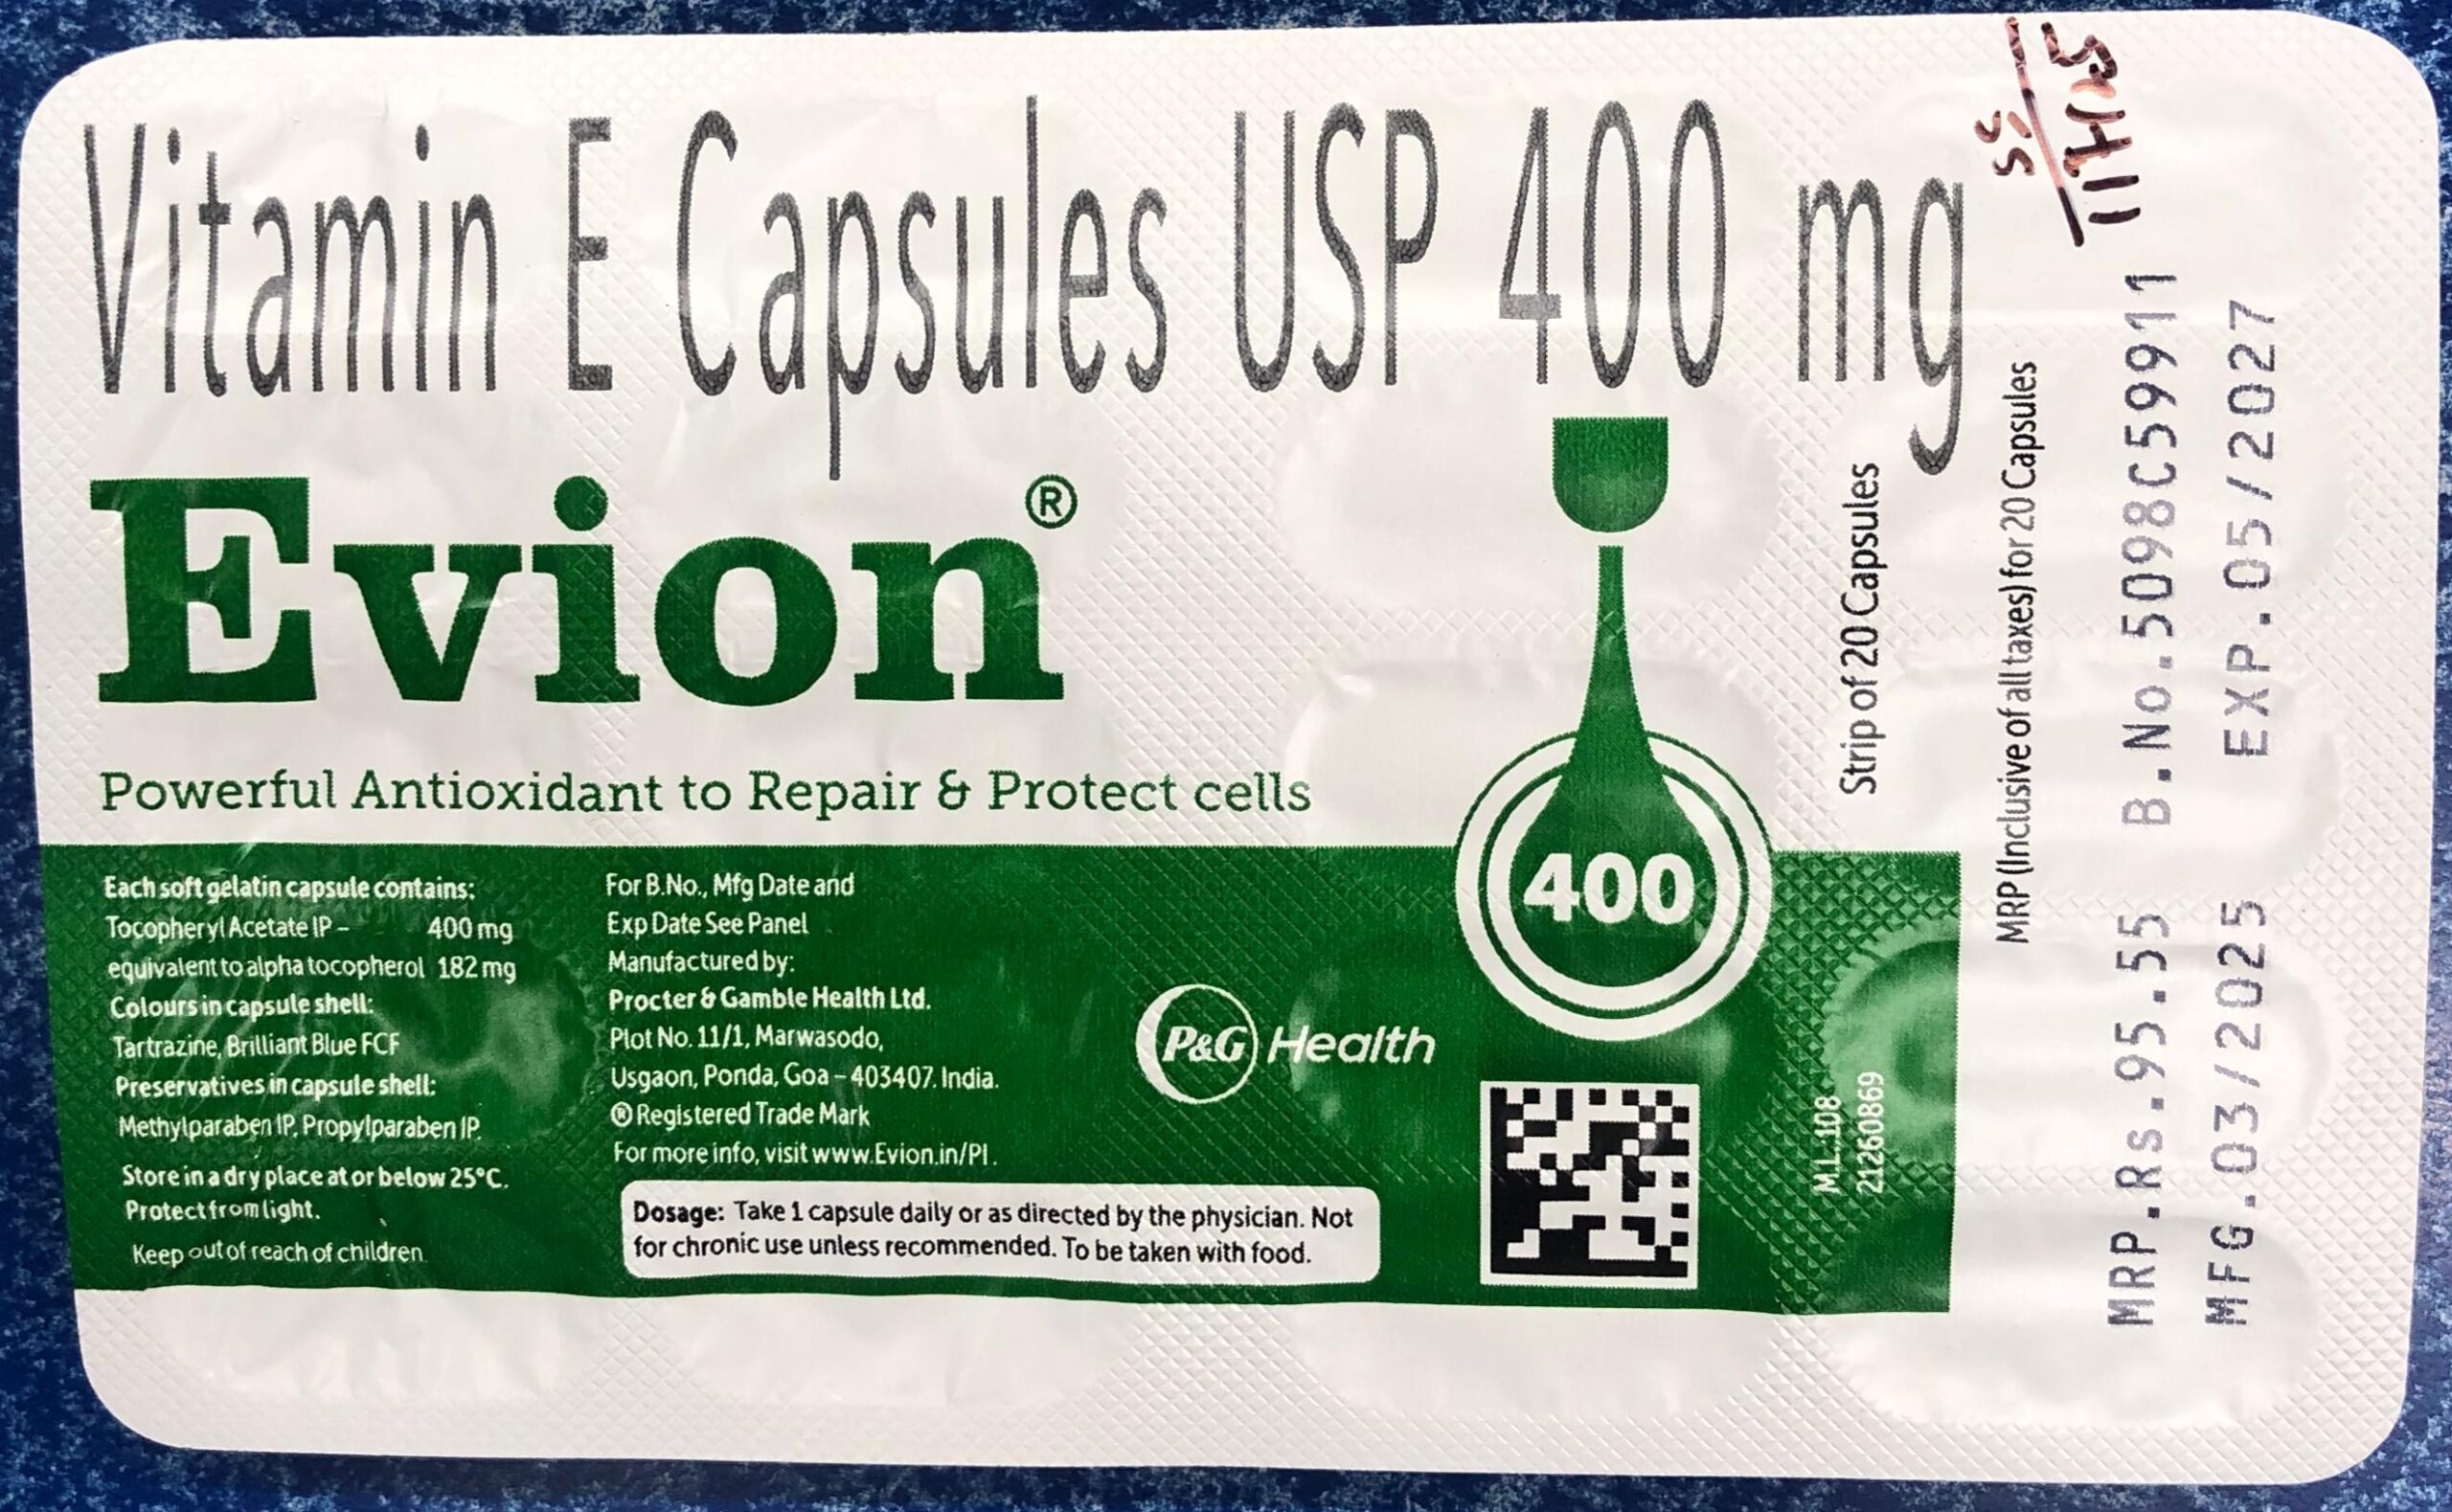 Vitamin E Capsules USP 400 mg
Evion®
Powerful Antioxidant to Repair & Protect cells
400
Each soft gelatin capsule contains:
Tocopheryl Acetate IP - 400 mg
equivalent to alpha tocopherol 182 mg
Colours in capsule shell:
Tartrazine, Brilliant Blue FCF
Preservatives in capsule shell:
Methylparaben IP, Propylparaben IP.
Store in a dry place at or below 25°C.
Protect from light.
Keep out of reach of children
For B.No., Mfg Date and
Exp Date See Panel
Manufactured by:
Procter & Gamble Health Ltd.
Plot No. 11/1, Marwasodo,
Usgaon, Ponda, Goa – 403407. India.
® Registered Trade Mark
For more info, visit www.Evion.in/PI.
Dosage: Take 1 capsule daily or as directed by the physician. Not
for chronic use unless recommended. To be taken with food.
P&G Health
Strip of 20 Capsules
M.L.108
21260869
MRP (Inclusive of all taxes) for 20 Capsules
MRP.Rs.95.55 B.No.5098C59911
MFG.03/2025 EXP.05/2027